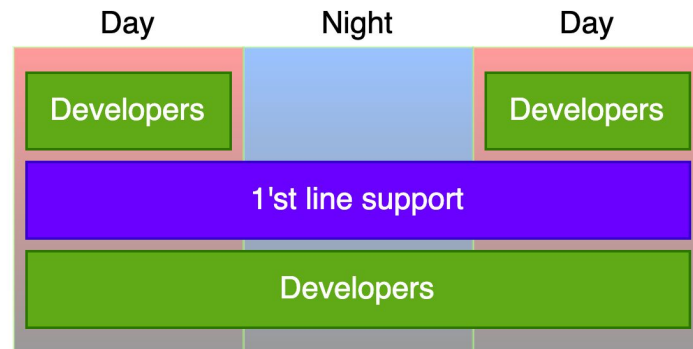 Day Night Day
Developers Developers
1'st line support
Developers